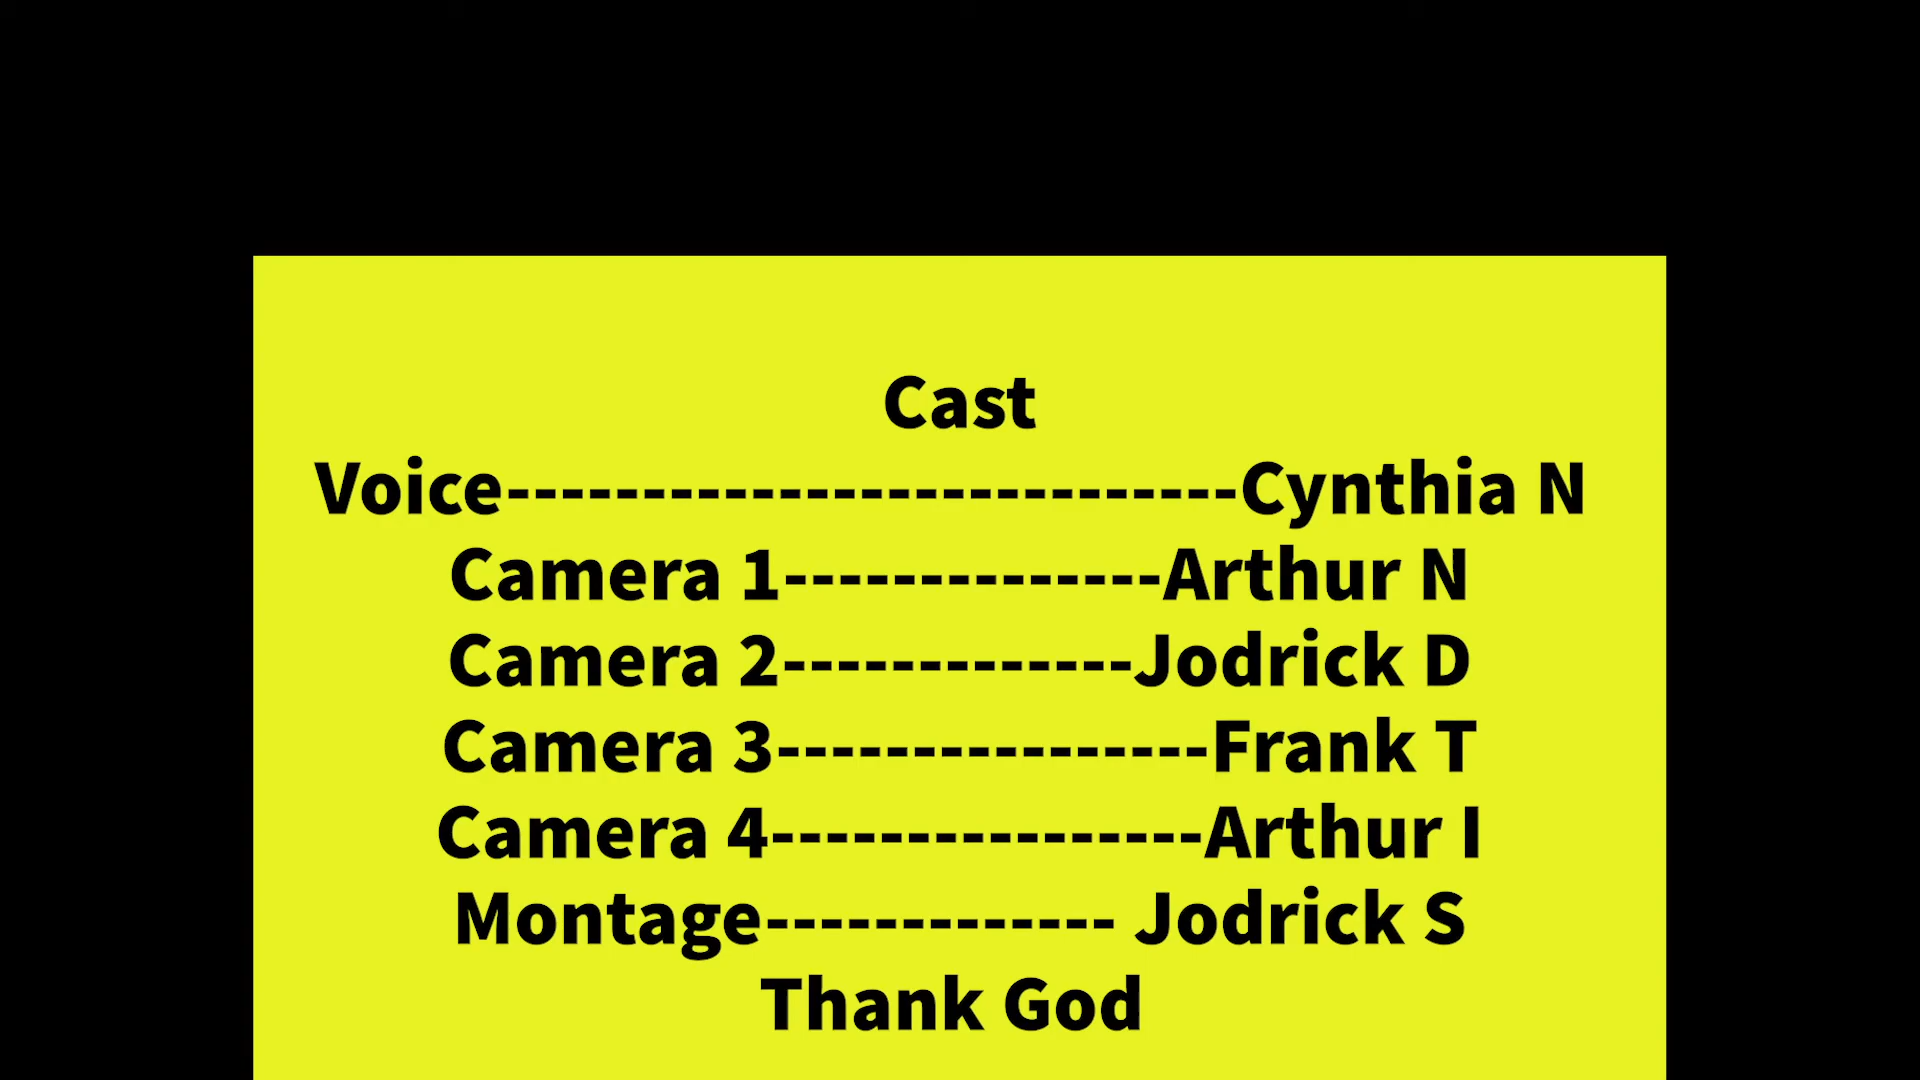 Cast
Voice---------------------------Cynthia N
Camera 1--------------Arthur N
Camera 2-------------Jodrick D
Camera 3----------------Frank T
Camera 4----------------Arthur I
Montage------------- Jodrick S
Thank God